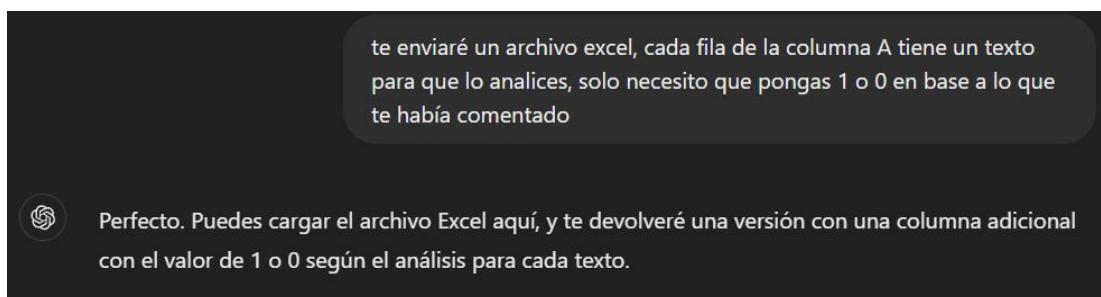 te enviaré un archivo excel, cada fila de la columna A tiene un texto
para que lo analices, solo necesito que pongas 1 o 0 en base a lo que
te había comentado
Perfecto. Puedes cargar el archivo Excel aquí, y te devolveré una versión con una columna adicional
con el valor de 1 o 0 según el análisis para cada texto.